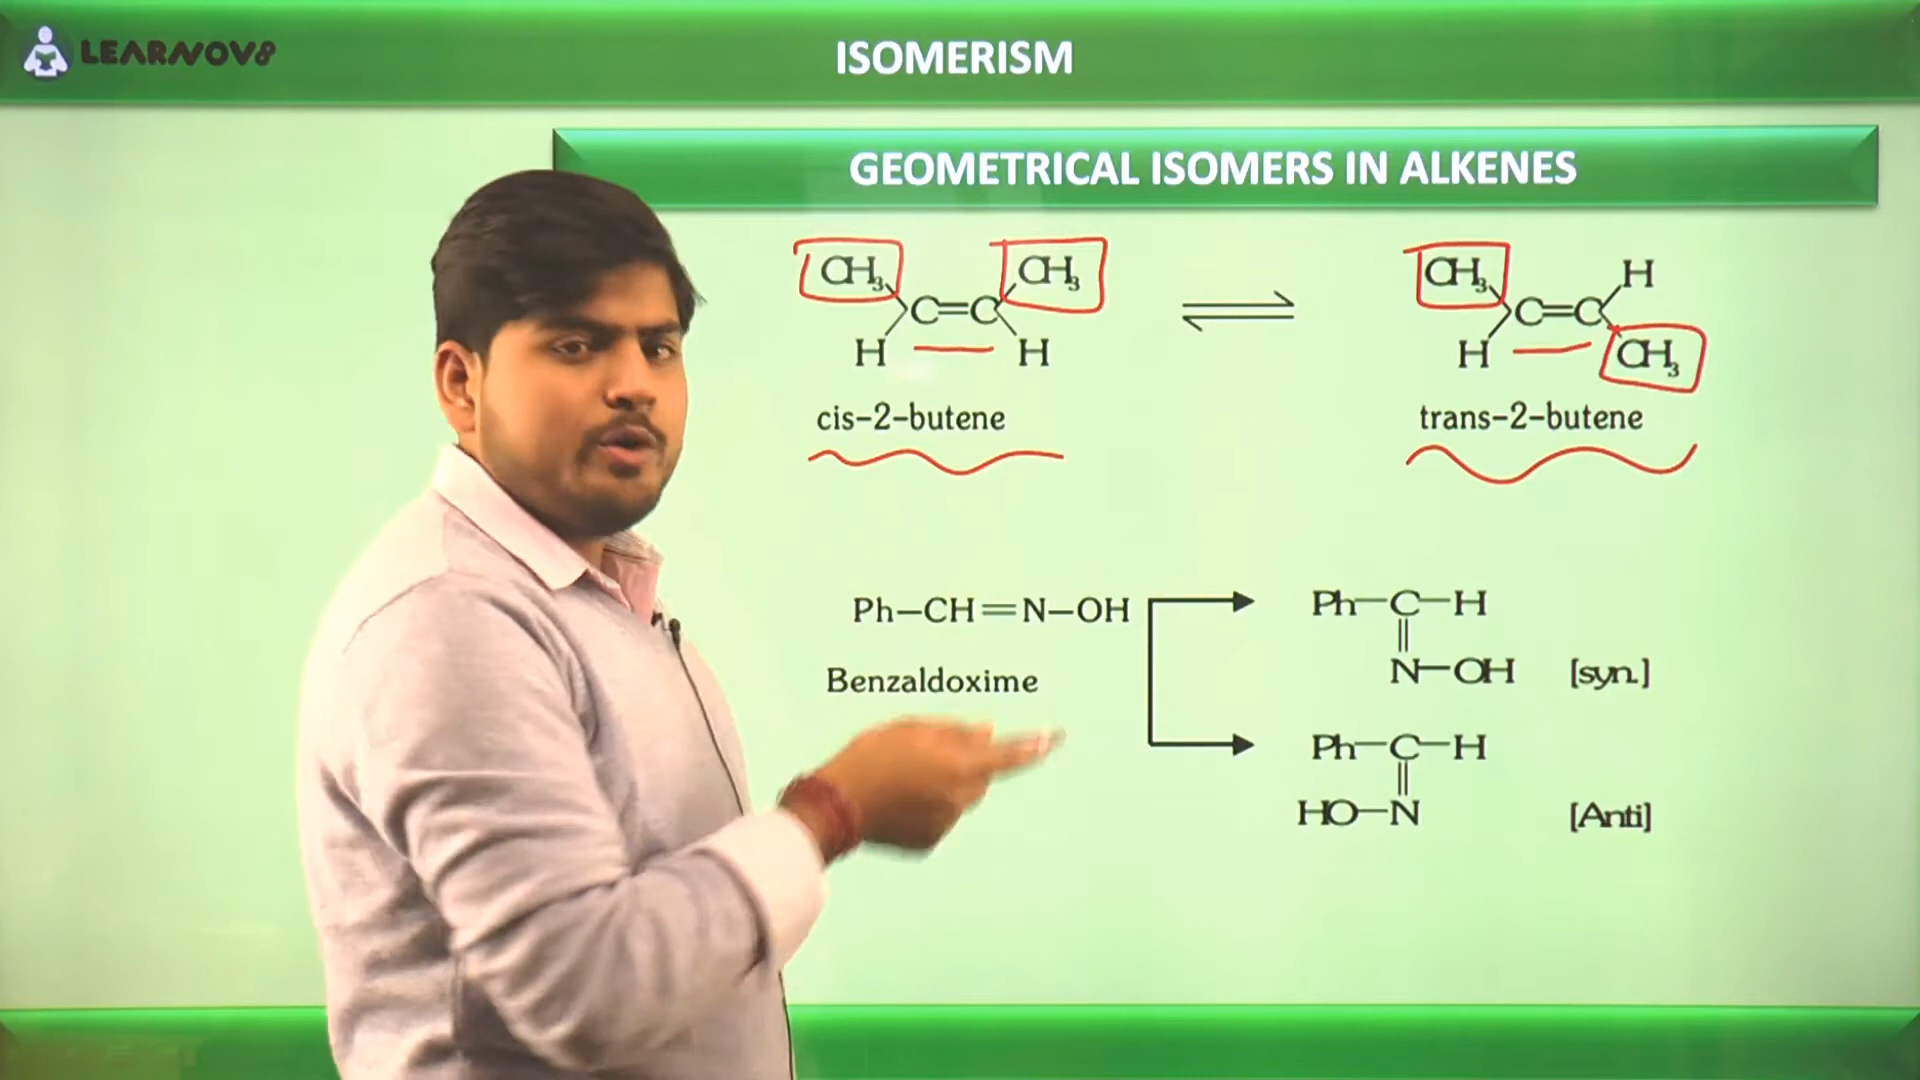 LEARNOV8
ISOMERISM
GEOMETRICAL ISOMERS IN ALKENES
CH₃ CH₃ CH₃ H
C=C ⇌ C=C
H H H CH₃
cis-2-butene trans-2-butene
Ph—CH=N—OH Ph—C—H
Benzaldoxime N—OH [syn.]
Ph—C—H
HO—N [Anti]